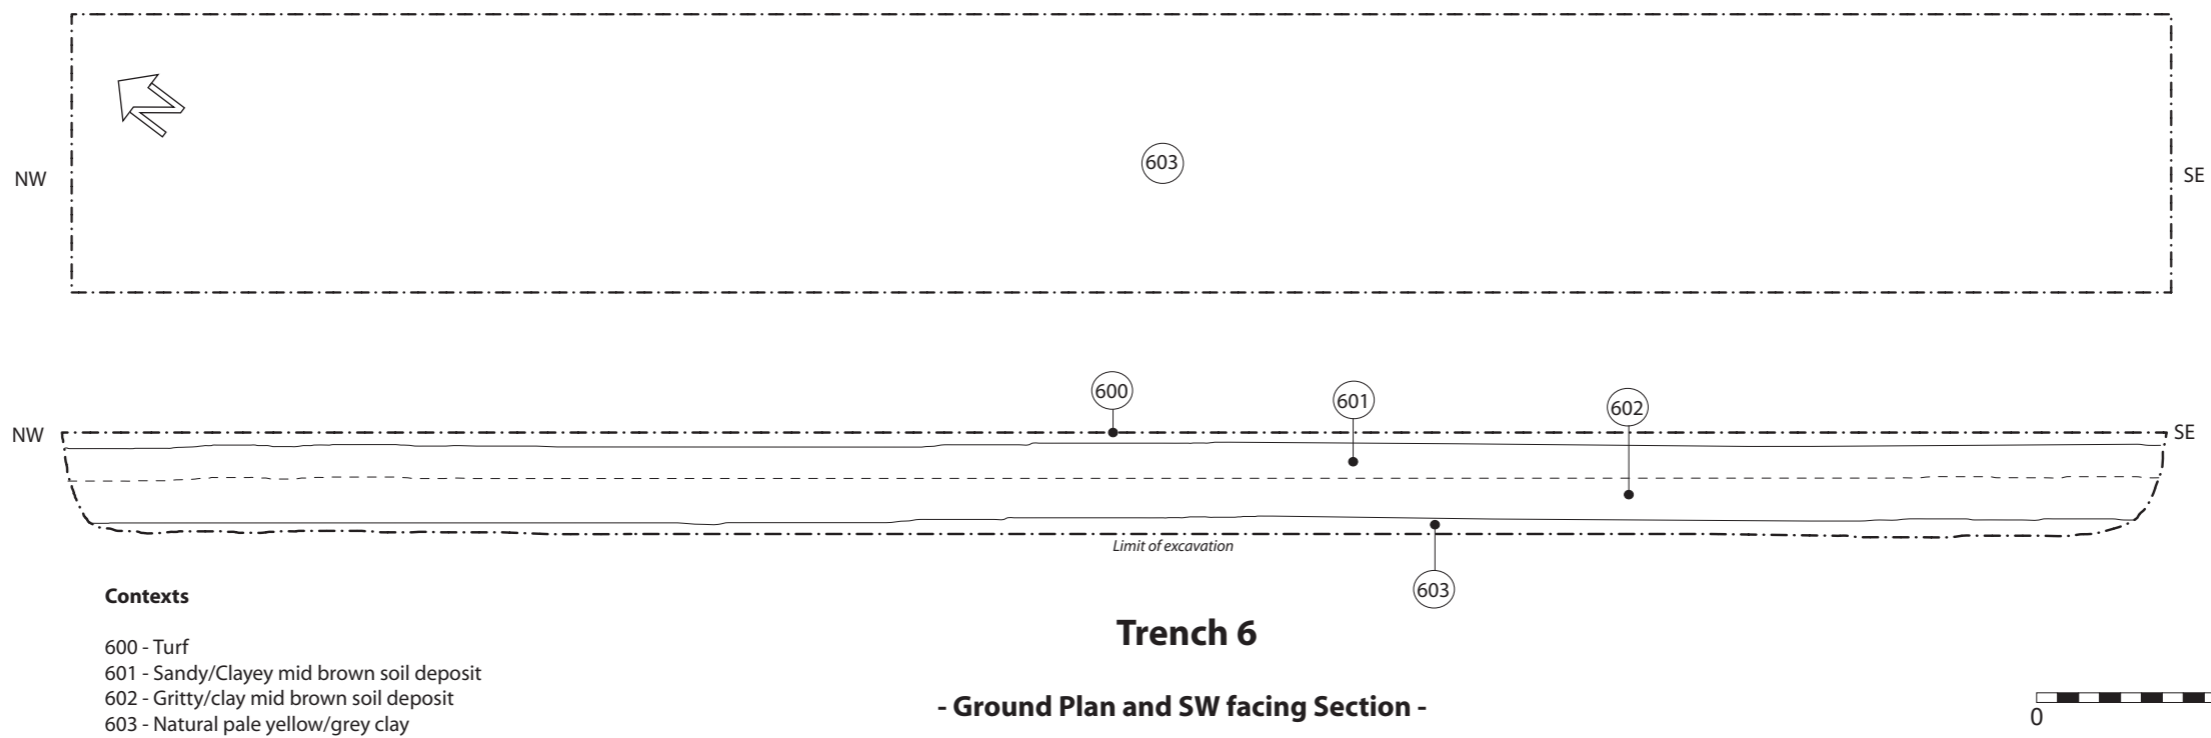 603
NW
SE
600
601
602
NW
SE
Limit of excavation
603
Contexts
600 - Turf
601 - Sandy/Clayey mid brown soil deposit
602 - Gritty/clay mid brown soil deposit
603 - Natural pale yellow/grey clay
Trench 6
- Ground Plan and SW facing Section -
0